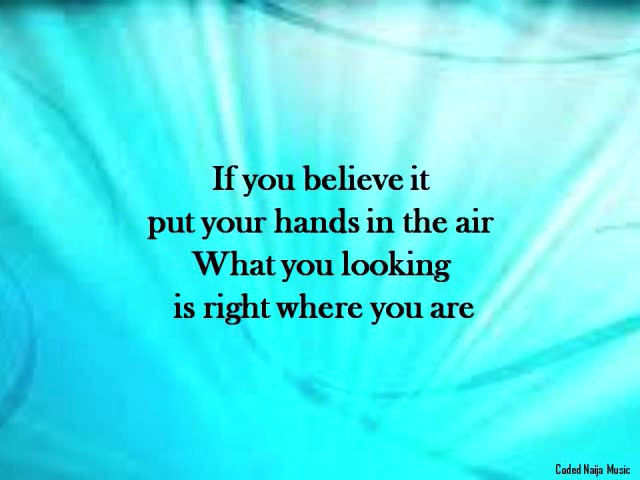 If you believe it
put your hands in the air
What you looking
is right where you are
Coded Naija Music